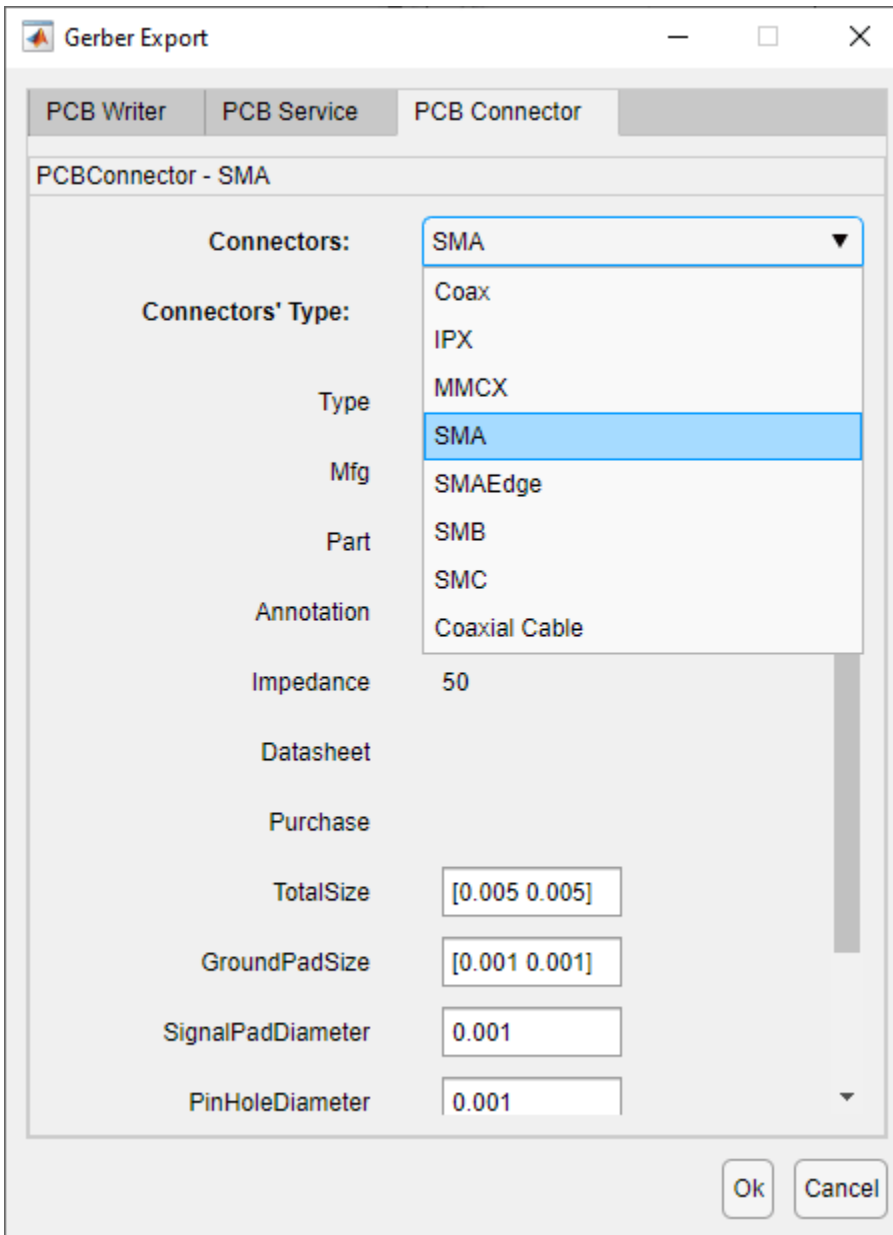 Gerber Export
PCB Writer PCB Service PCB Connector
PCBConnector - SMA
Connectors: SMA
Coax
Connectors' Type:
IPX
MMCX
Type
SMA
Mfg
SMAEdge
Part
SMB
SMC
Annotation
Coaxial Cable
Impedance 50
Datasheet
Purchase
TotalSize [0.005 0.005]
GroundPadSize [0.001 0.001]
SignalPadDiameter 0.001
PinHoleDiameter 0.001
Ok Cancel